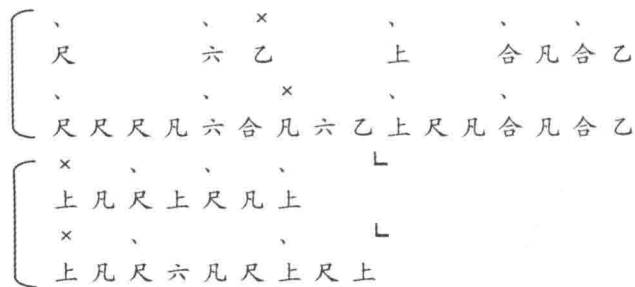 、 、 × 、 、 、
尺 六 乙 上 合 凡 合 乙
、 、 × 、 、
尺 尺 尺 凡 六 合 凡 六 乙 上 尺 凡 合 凡 合 乙
× 、 、 、 ㄴ
上 凡 尺 上 尺 凡 上
× 、 、 ㄴ
上 凡 尺 六 凡 尺 上 尺 上